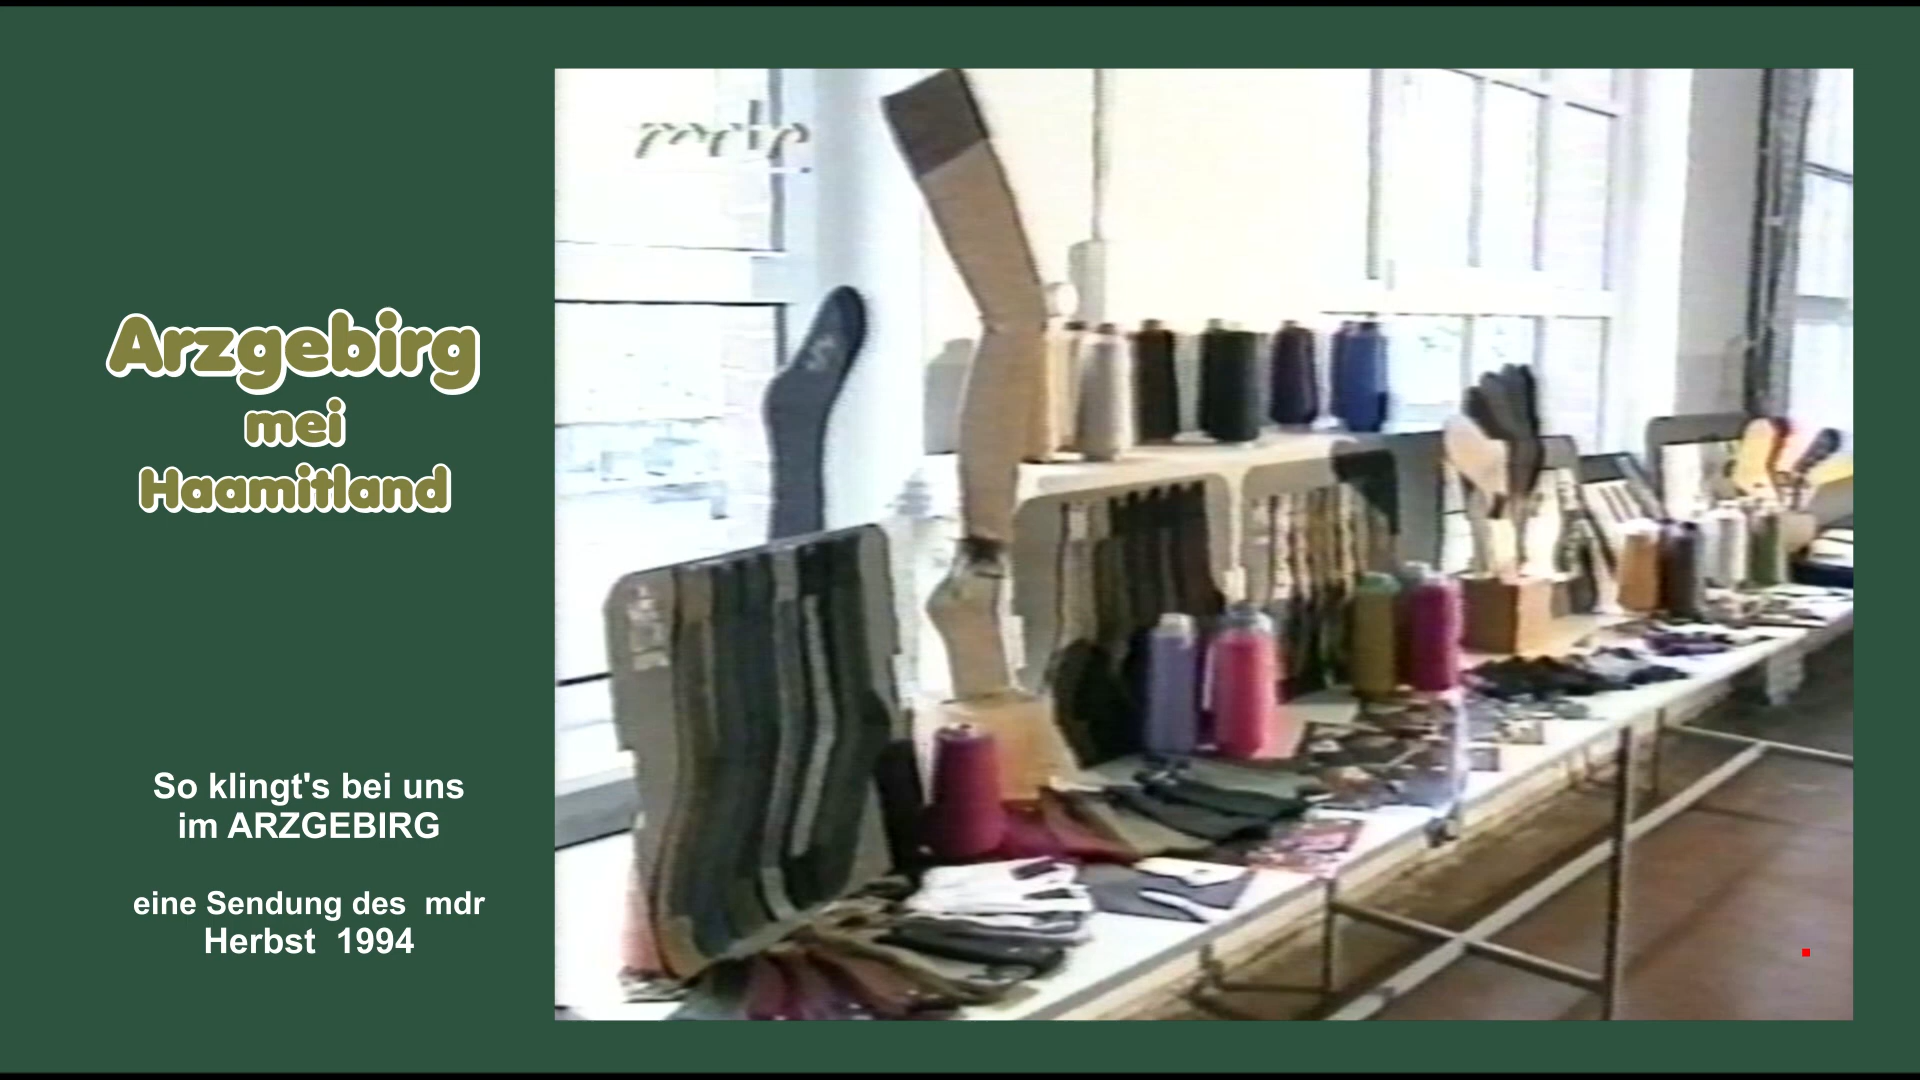 Arzgebirg
mei
Haamitland
So klingt's bei uns
im ARZGEBIRG
eine Sendung des mdr
Herbst 1994